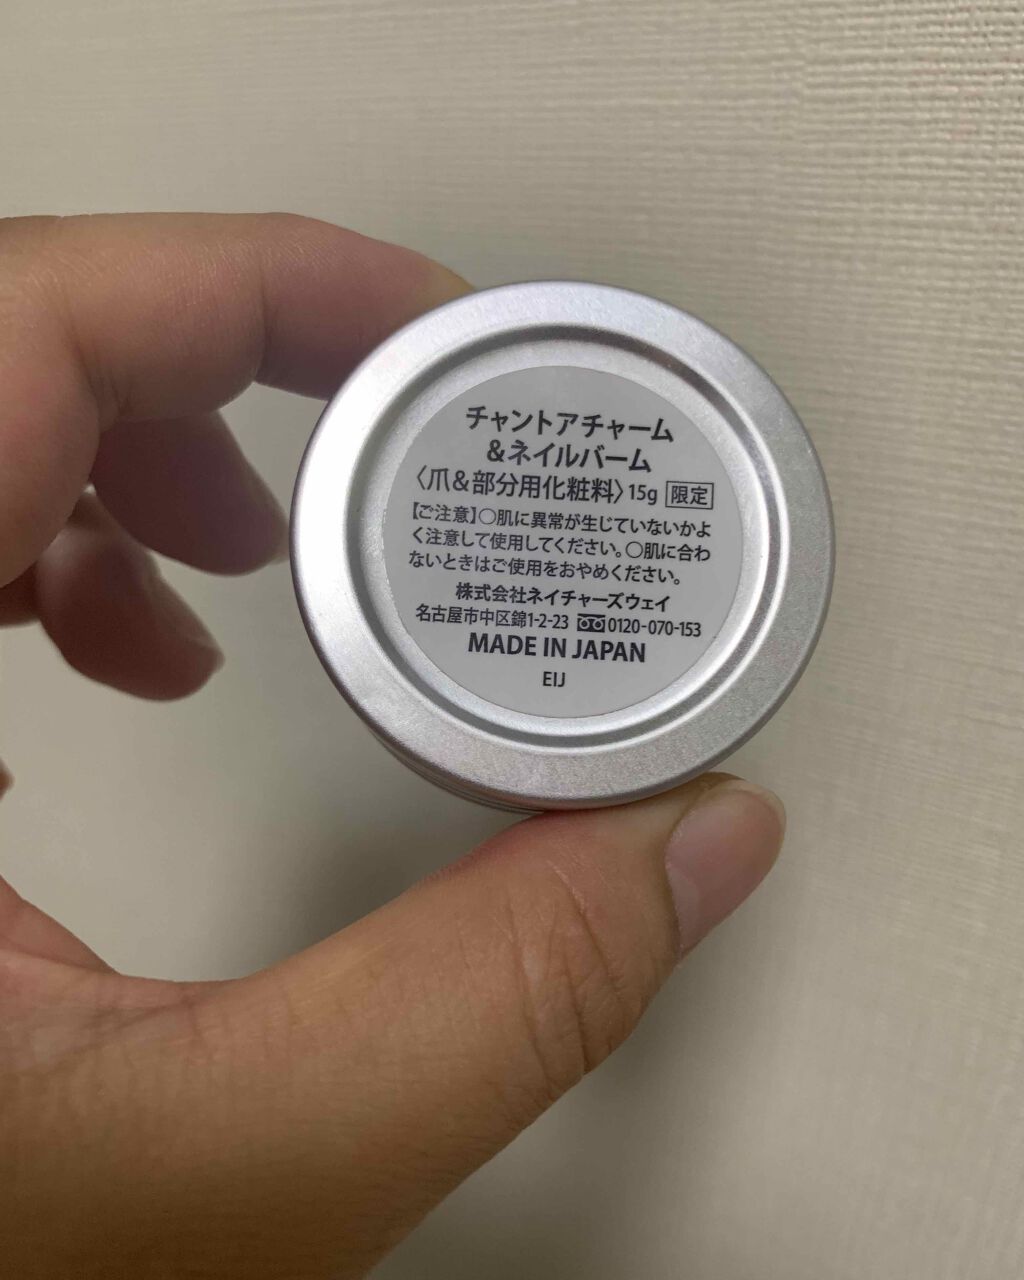 チャントアチャーム
&ネイルバーム
〈爪&部分用化粧料〉15g 限定
【ご注意】○肌に異常が生じていないかよ
く注意して使用してください。○肌に合わ
ないときはご使用をおやめください。
株式会社ネイチャーズウェイ
名古屋市中区錦1-2-23 0120-070-153
MADE IN JAPAN
EIJ